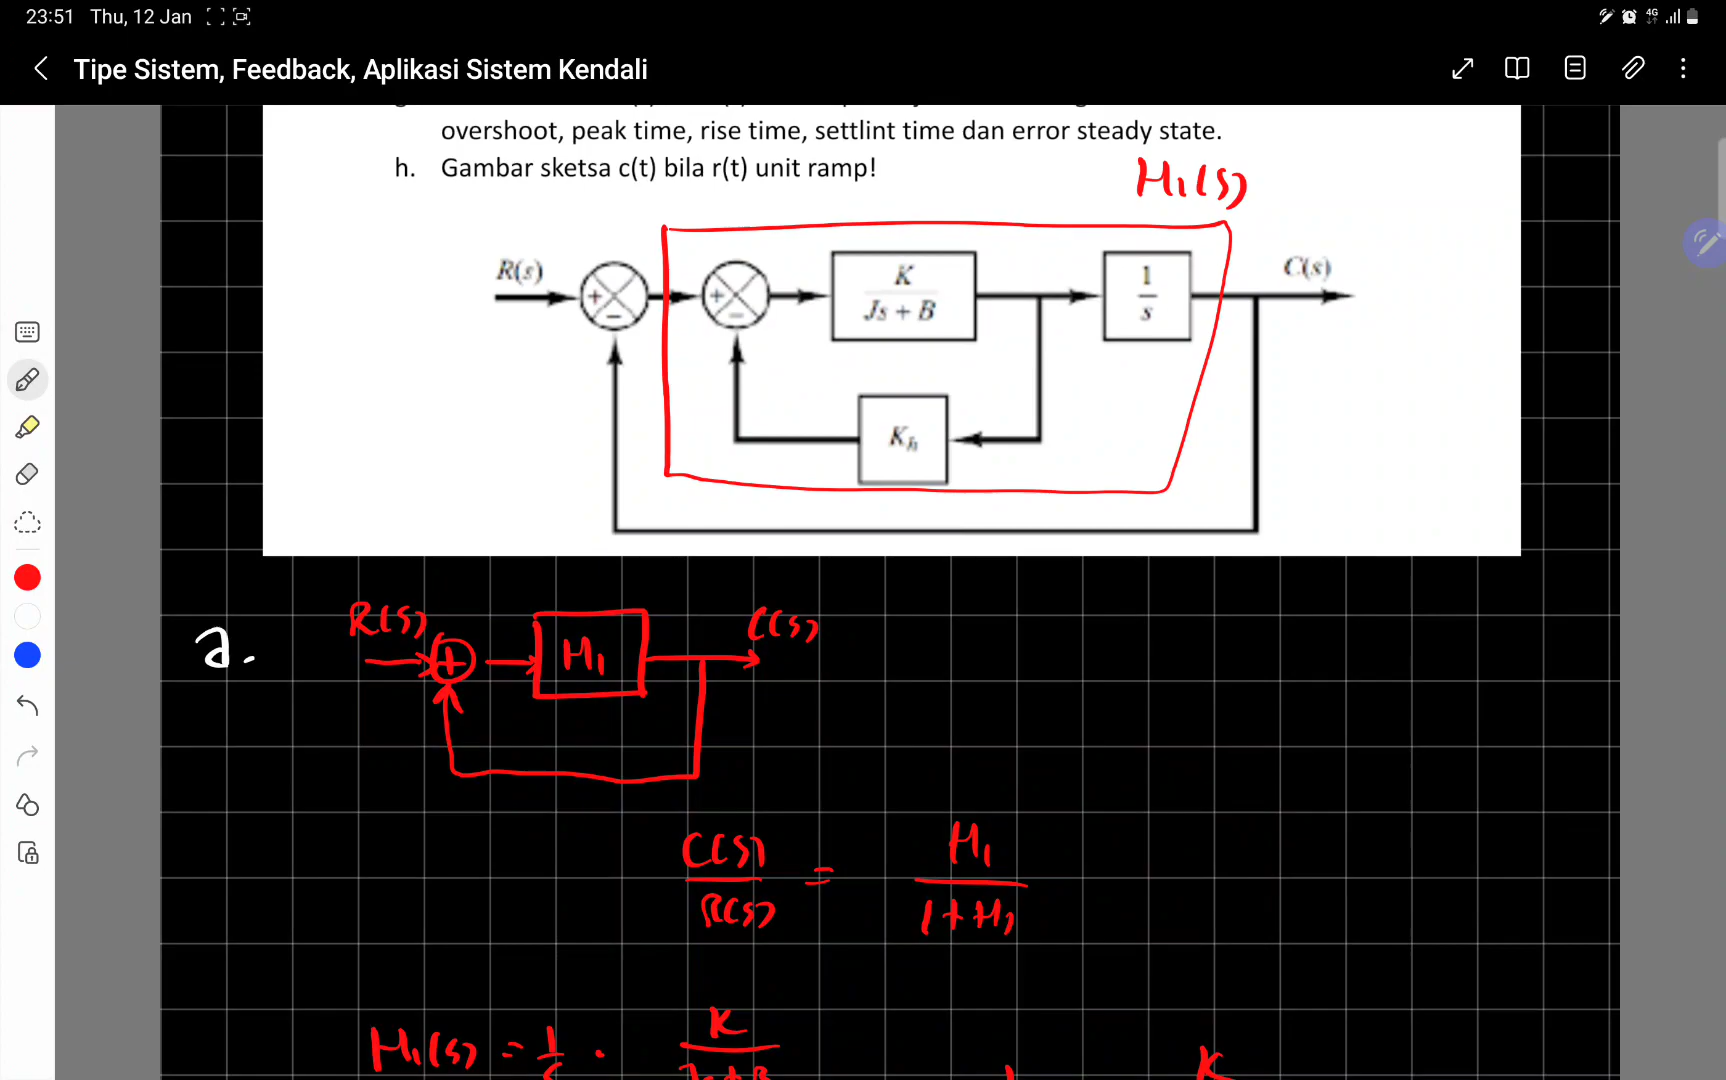 23:51 Thu, 12 Jan
4G
Tipe Sistem, Feedback, Aplikasi Sistem Kendali
overshoot, peak time, rise time, settlint time dan error steady state.
h. Gambar sketsa c(t) bila r(t) unit ramp!
H₁(s)
R(s)
+
−
+
−
K
Js + B
1
s
C(s)
Kh
a.
R(s)
+
H₁
C(s)
C(s)
R(s)
=
H₁
1 + H₁
H₁(s) = 1 · K
K